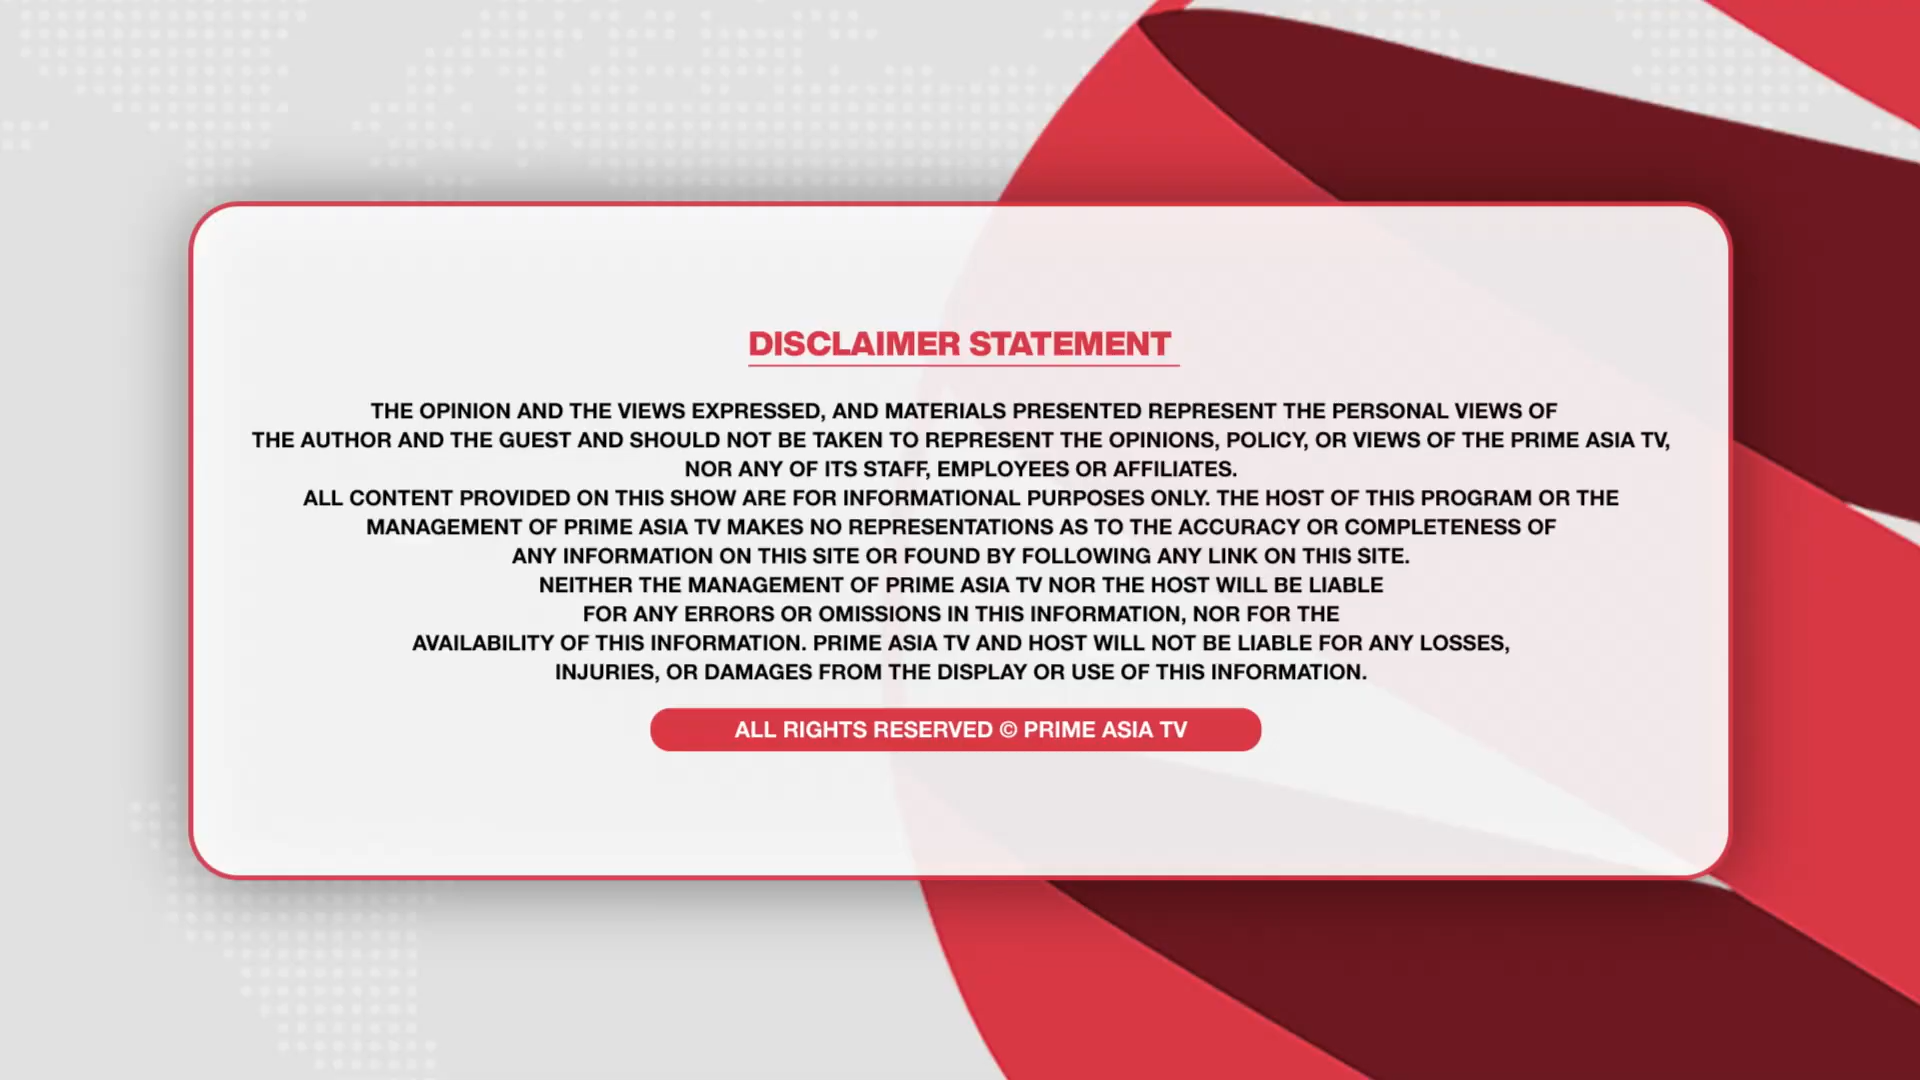 DISCLAIMER STATEMENT
THE OPINION AND THE VIEWS EXPRESSED, AND MATERIALS PRESENTED REPRESENT THE PERSONAL VIEWS OF
THE AUTHOR AND THE GUEST AND SHOULD NOT BE TAKEN TO REPRESENT THE OPINIONS, POLICY, OR VIEWS OF THE PRIME ASIA TV,
NOR ANY OF ITS STAFF, EMPLOYEES OR AFFILIATES.
ALL CONTENT PROVIDED ON THIS SHOW ARE FOR INFORMATIONAL PURPOSES ONLY. THE HOST OF THIS PROGRAM OR THE
MANAGEMENT OF PRIME ASIA TV MAKES NO REPRESENTATIONS AS TO THE ACCURACY OR COMPLETENESS OF
ANY INFORMATION ON THIS SITE OR FOUND BY FOLLOWING ANY LINK ON THIS SITE.
NEITHER THE MANAGEMENT OF PRIME ASIA TV NOR THE HOST WILL BE LIABLE
FOR ANY ERRORS OR OMISSIONS IN THIS INFORMATION, NOR FOR THE
AVAILABILITY OF THIS INFORMATION. PRIME ASIA TV AND HOST WILL NOT BE LIABLE FOR ANY LOSSES,
INJURIES, OR DAMAGES FROM THE DISPLAY OR USE OF THIS INFORMATION.
ALL RIGHTS RESERVED © PRIME ASIA TV